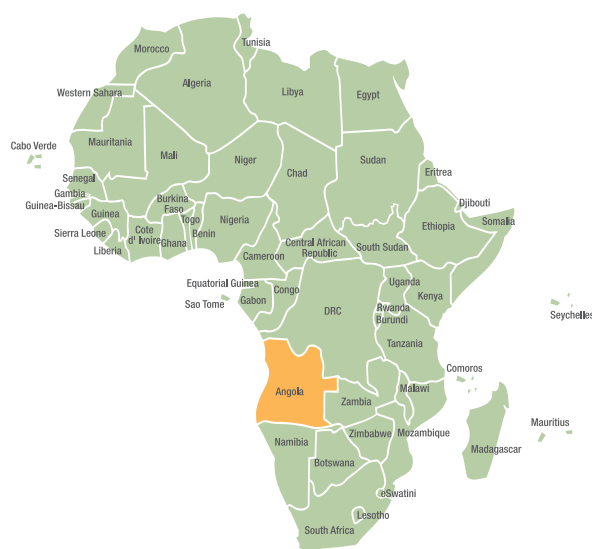 Tunisia
Morocco
Algeria
Libya
Egypt
Western Sahara
Cabo Verde
Mauritania
Mali
Niger
Chad
Sudan
Eritrea
Senegal
Gambia
Guinea-Bissau
Guinea
Burkina
Faso
Djibouti
Sierra Leone
Liberia
Cote
d' Ivoire
Ghana
Togo
Benin
Nigeria
Ethiopia
Somalia
Cameroon
Central African
Republic
South Sudan
Equatorial Guinea
Sao Tome
Gabon
Congo
DRC
Uganda
Kenya
Rwanda
Burundi
Seychelles
Tanzania
Comoros
Angola
Zambia
Malawi
Mauritius
Mozambique
Madagascar
Namibia
Zimbabwe
Botswana
eSwatini
Lesotho
South Africa